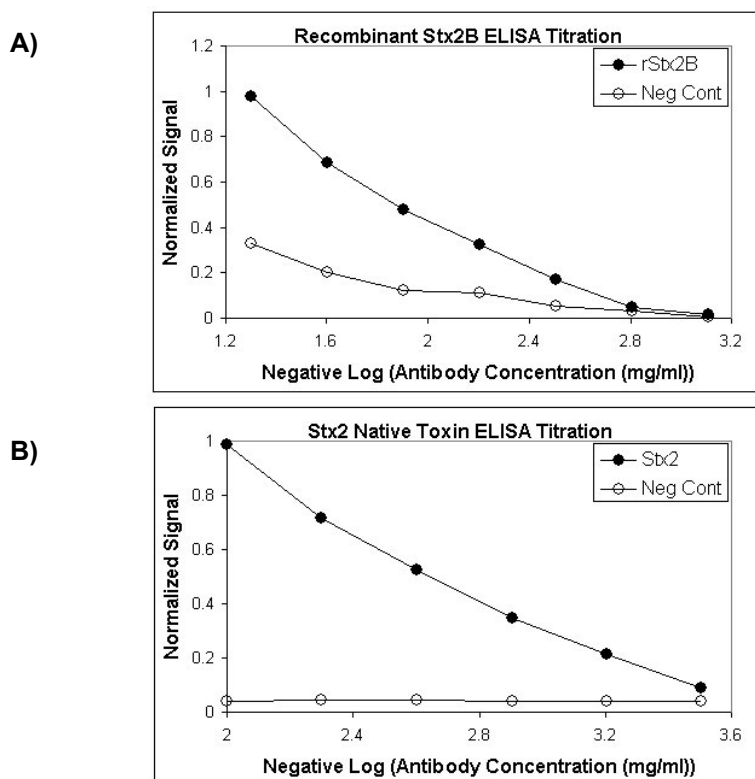 A)
Recombinant Stx2B ELISA Titration
rStx2B
Neg Cont
Normalized Signal
1.2
1
0.8
0.6
0.4
0.2
0
1.2 1.6 2 2.4 2.8 3.2
Negative Log (Antibody Concentration (mg/ml))
B)
Stx2 Native Toxin ELISA Titration
Stx2
Neg Cont
Normalized Signal
1
0.8
0.6
0.4
0.2
0
2 2.4 2.8 3.2 3.6
Negative Log (Antibody Concentration (mg/ml))